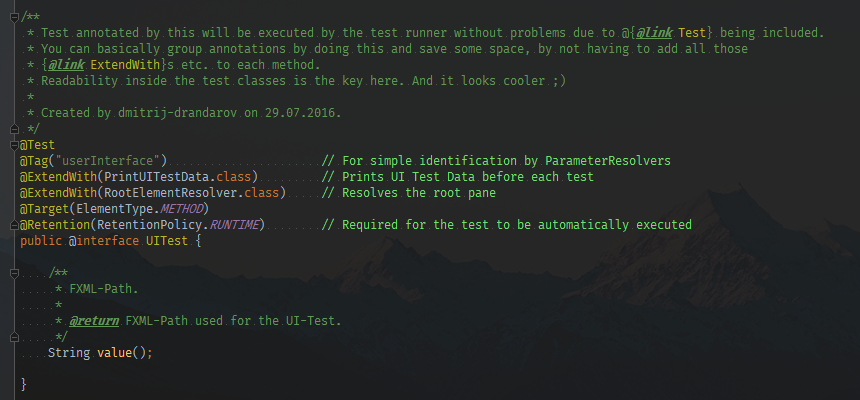 /**
 * Test annotated by this will be executed by the test runner without problems due to @{@link Test} being included.
 * You can basically group annotations by doing this and save some space, by not having to add all those
 * {@link ExtendWith}s etc. to each method.
 * Readability inside the test classes is the key here. And it looks cooler ;)
 *
 * Created by dmitrij-drandarov on 29.07.2016.
 */
@Test
@Tag("userInterface")                      // For simple identification by ParameterResolvers
@ExtendWith(PrintUITestData.class)         // Prints UI Test Data before each test
@ExtendWith(RootElementResolver.class)     // Resolves the root pane
@Target(ElementType.METHOD)
@Retention(RetentionPolicy.RUNTIME)        // Required for the test to be automatically executed
public @interface UITest {

    /**
     * FXML-Path.
     *
     * @return FXML-Path used for the UI-Test.
     */
    String value();

}